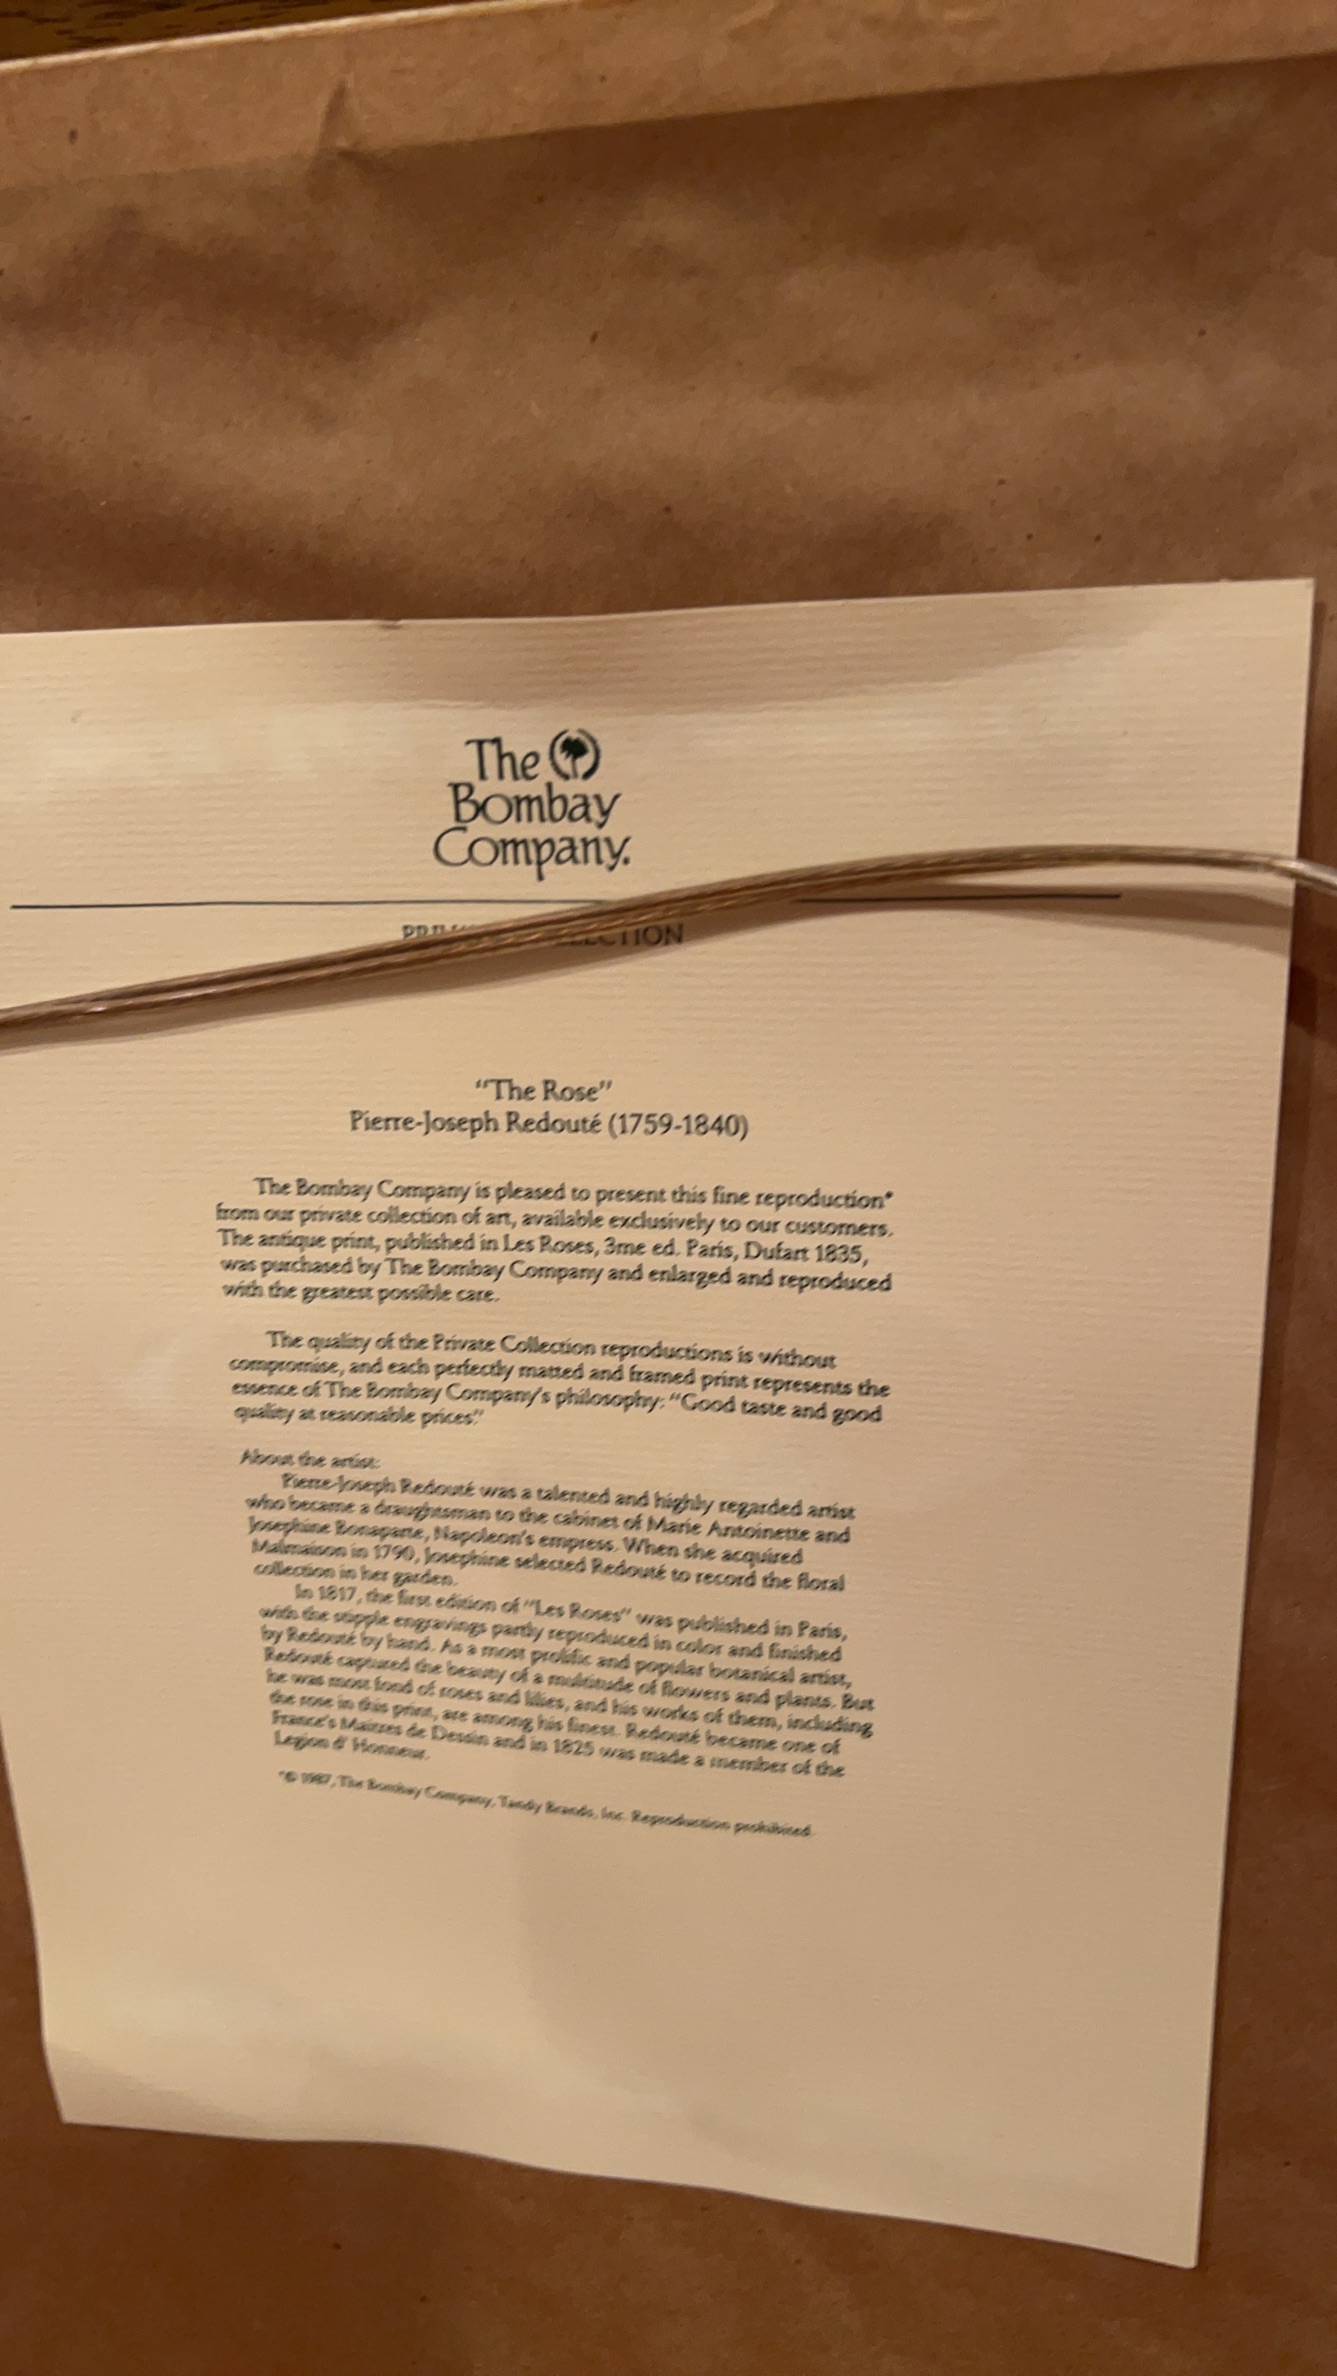 The
Bombay
Company.
"The Rose"
Pierre-Joseph Redouté (1759-1840)
The Bombay Company is pleased to present this fine reproduction*
from our private collection of art, available exclusively to our customers.
The antique print, published in Les Roses, 3me ed. Paris, Dufart 1835,
was purchased by The Bombay Company and enlarged and reproduced
with the greatest possible care.
The quality of the Private Collection reproductions is without
compromise, and each perfectly matted and framed print represents the
essence of The Bombay Company's philosophy: "Good taste and good
quality at reasonable prices."
About the artist:
Pierre-Joseph Redouté was a talented and highly regarded artist
who became a draughtsman to the cabinet of Marie Antoinette and
Josephine Bonaparte, Napoleon's empress. When she acquired
Malmaison in 1790, Josephine selected Redouté to record the floral
collection in her garden.
In 1817, the first edition of "Les Roses" was published in Paris,
with the stipple engravings partly reproduced in color and finished
by Redouté by hand. As a most prolific and popular botanical artist,
Redouté captured the beauty of a multitude of flowers and plants. But
he was most fond of roses and lilies, and his works of them, including
the rose in this print, are among his finest. Redouté became one of
France's Maitres de Dessin and in 1825 was made a member of the
Legion d' Honneur.
*© 1987, The Bombay Company, Tandy Brands, Inc. Reproduction prohibited.